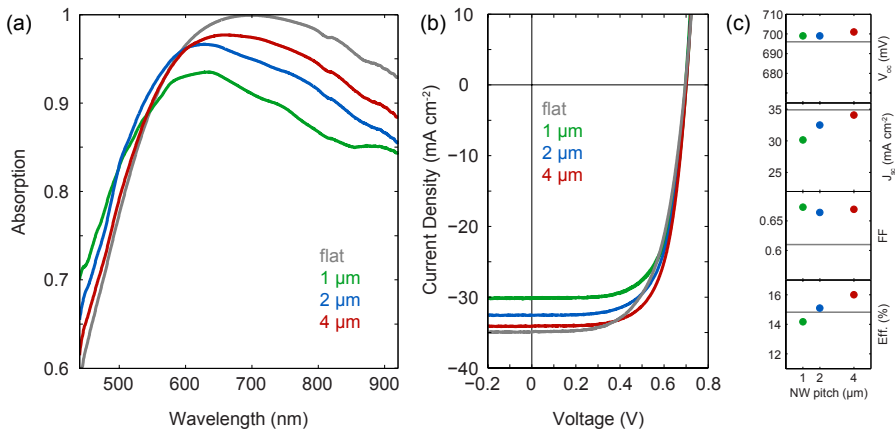 (a)
1
0.9
0.8
0.7
0.6
Absorption
500 600 700 800 900
Wavelength (nm)
flat
1 μm
2 μm
4 μm
(b)
10
0
−10
−20
−30
−40
Current Density (mA cm-2)
−0.2 0 0.2 0.4 0.6 0.8
Voltage (V)
flat
1 μm
2 μm
4 μm
(c)
710
700
690
680
Voc (mV)
35
30
25
Jsc (mA cm-2)
0.65
0.6
FF
16
14
12
Eff. (%)
1 2 4
NW pitch (μm)